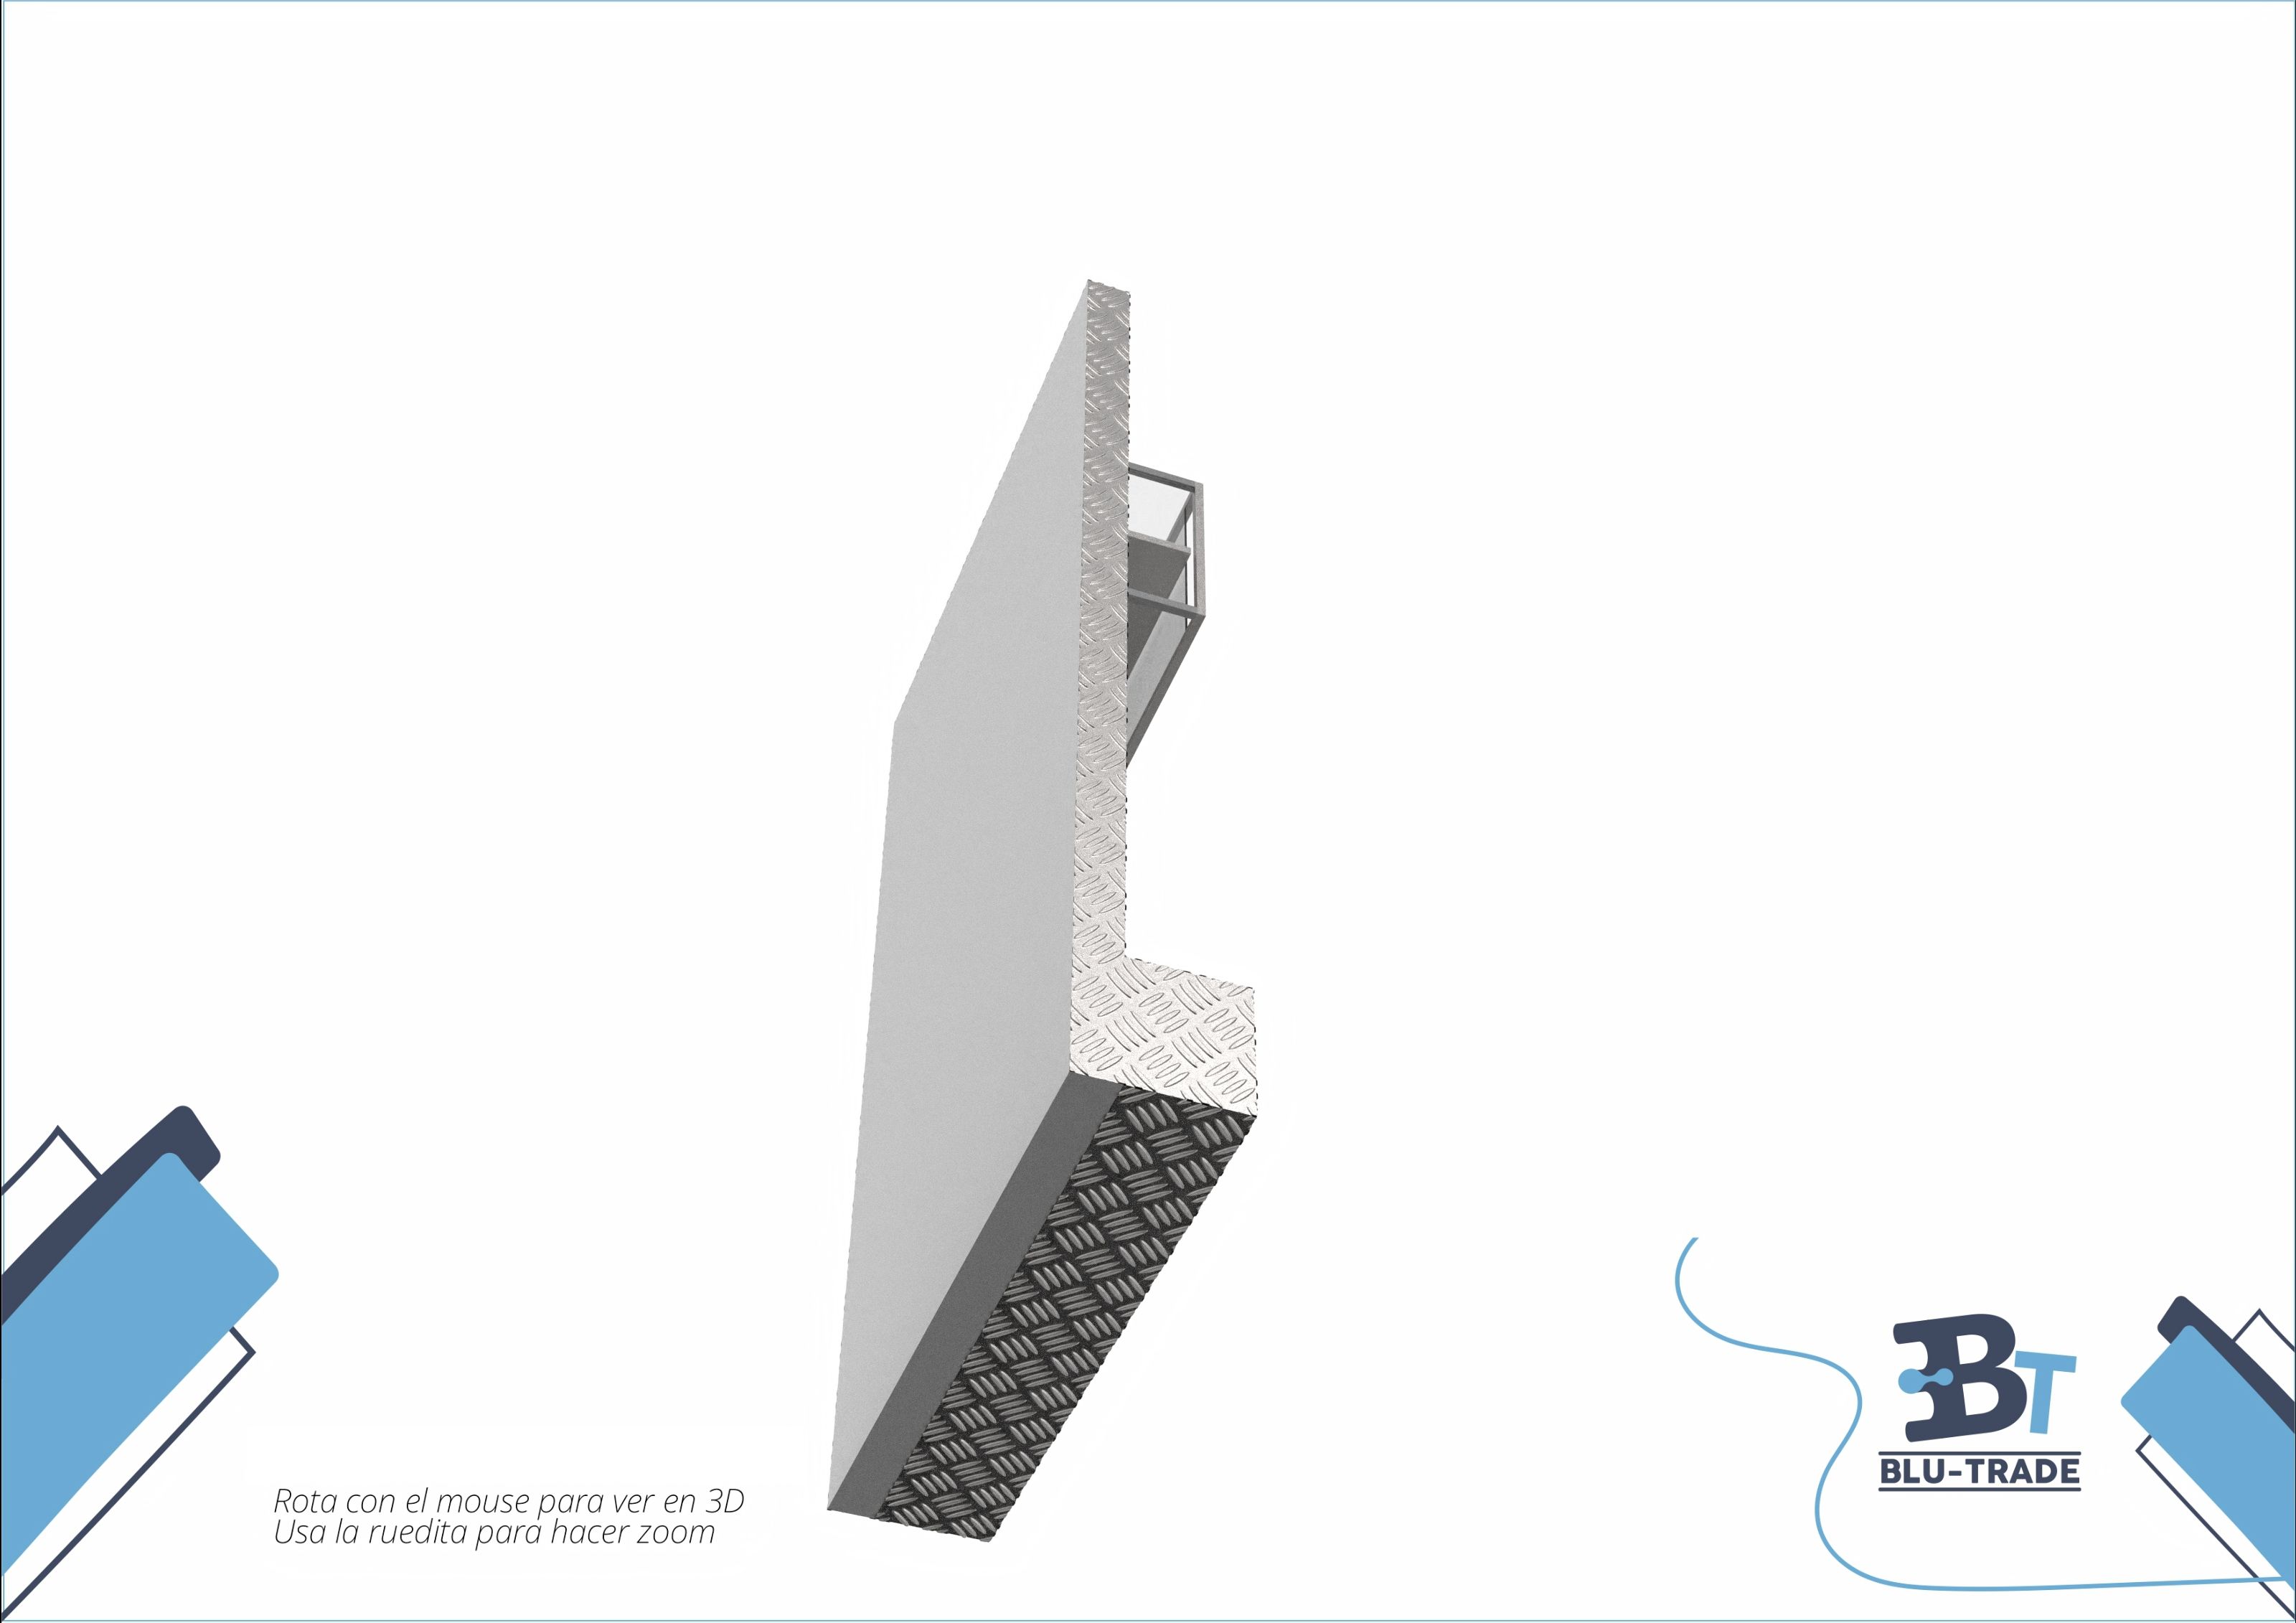 Rota con el mouse para ver en 3D
Usa la ruedita para hacer zoom
BT
BLU-TRADE